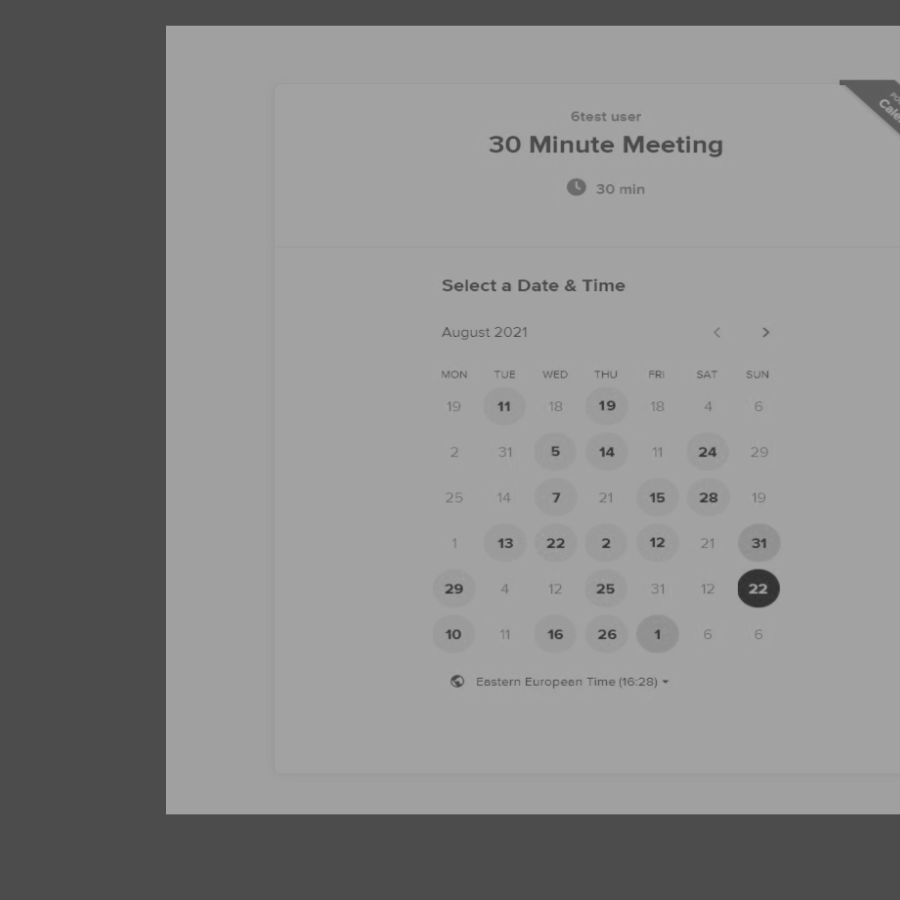 6test user
30 Minute Meeting
30 min
Select a Date & Time
August 2021
MON TUE WED THU FRI SAT SUN
19 11 18 19 18 4 6
2 31 5 14 11 24 29
25 14 7 21 15 28 19
1 13 22 2 12 21 31
29 4 12 25 31 12 22
10 11 16 26 1 6 6
Eastern European Time (16:28)